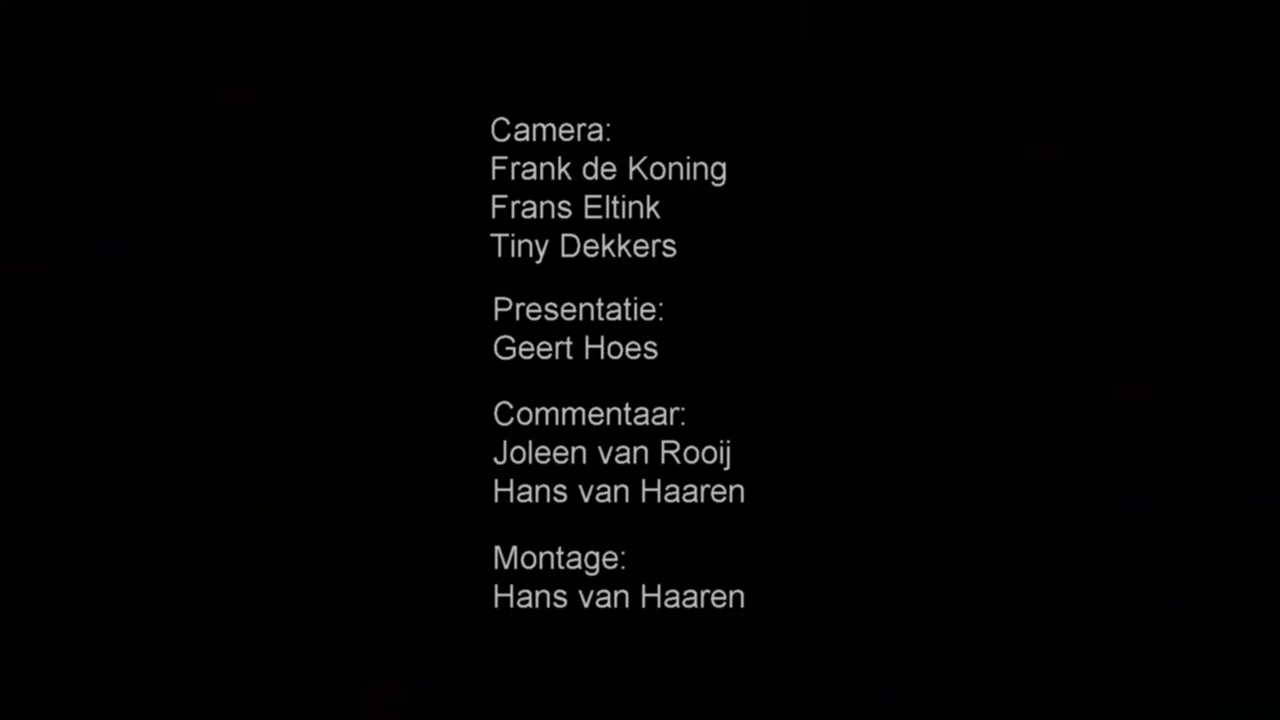 Camera:
Frank de Koning
Frans Eltink
Tiny Dekkers
Presentatie:
Geert Hoes
Commentaar:
Joleen van Rooij
Hans van Haaren
Montage:
Hans van Haaren